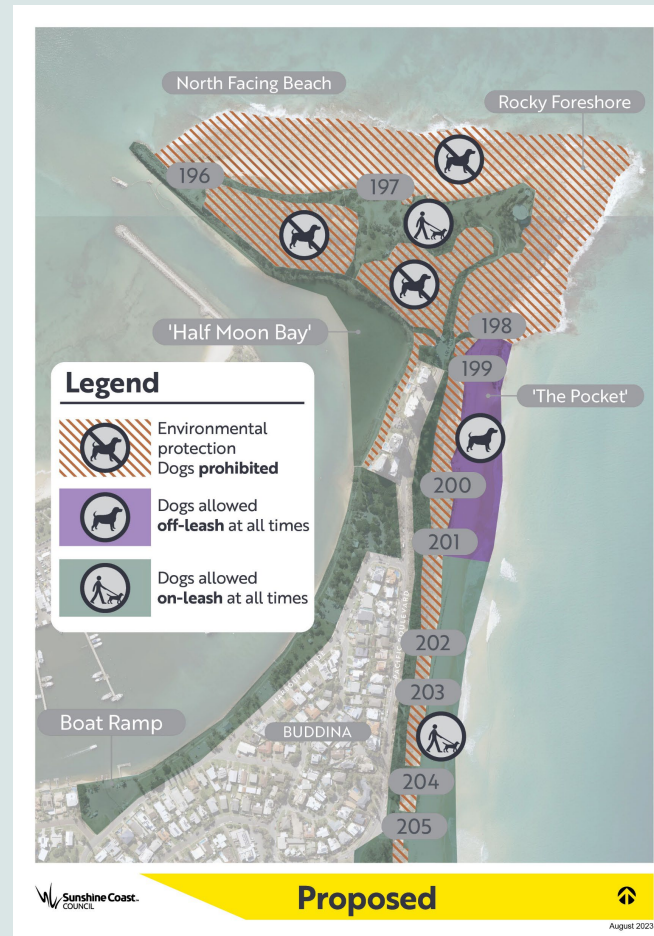 North Facing Beach
Rocky Foreshore
196
197
'Half Moon Bay'
198
199
'The Pocket'
Legend
Environmental
protection
Dogs prohibited
Dogs allowed
off-leash at all times
Dogs allowed
on-leash at all times
200
201
202
203
Boat Ramp
BUDDINA
204
205
Sunshine Coast
COUNCIL
Proposed
August 2023